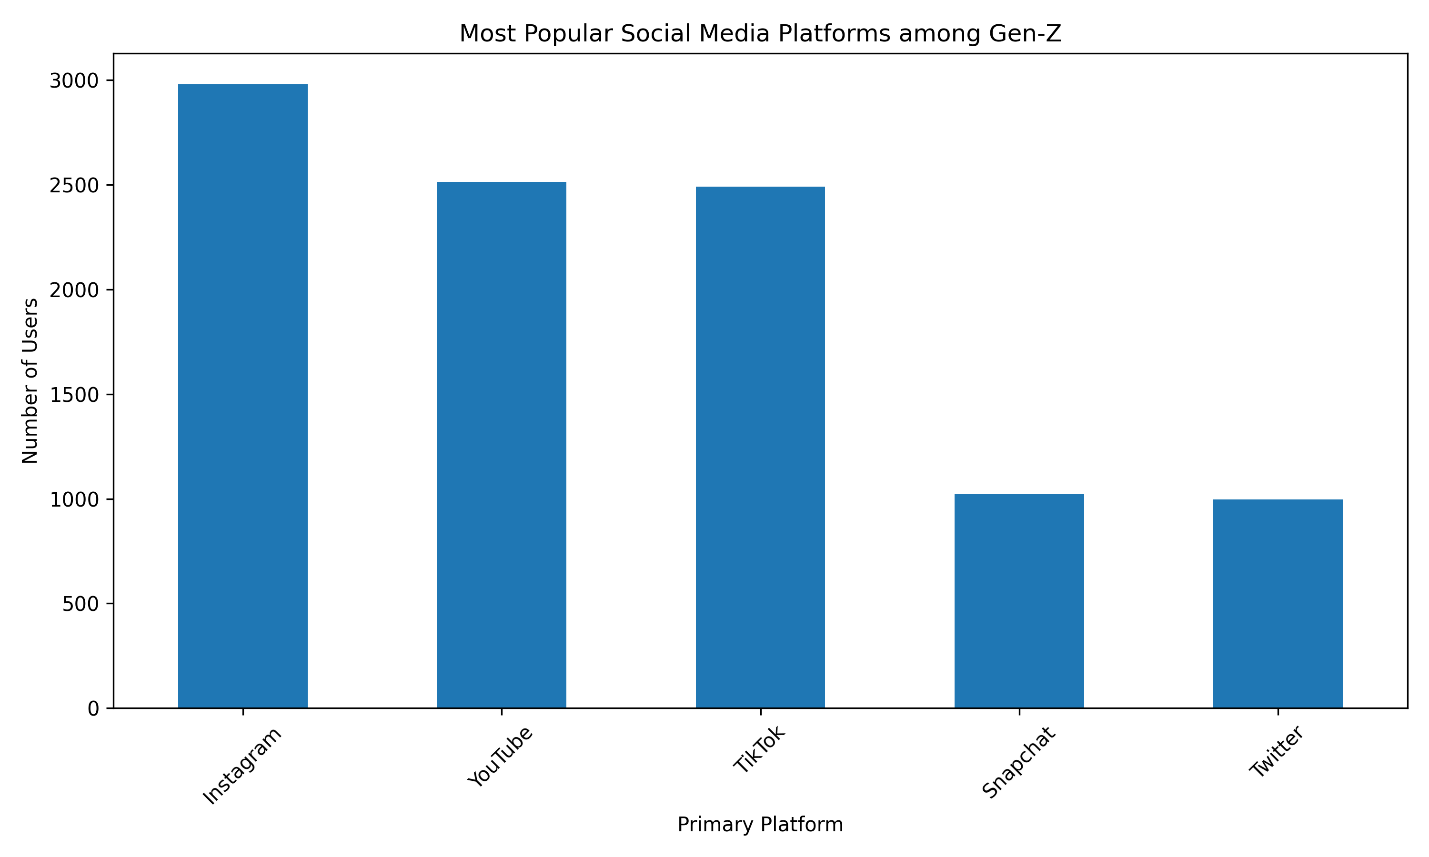 Most Popular Social Media Platforms among Gen-Z
3000
2500
2000
1500
1000
500
0
Number of Users
Instagram
YouTube
TikTok
Snapchat
Twitter
Primary Platform